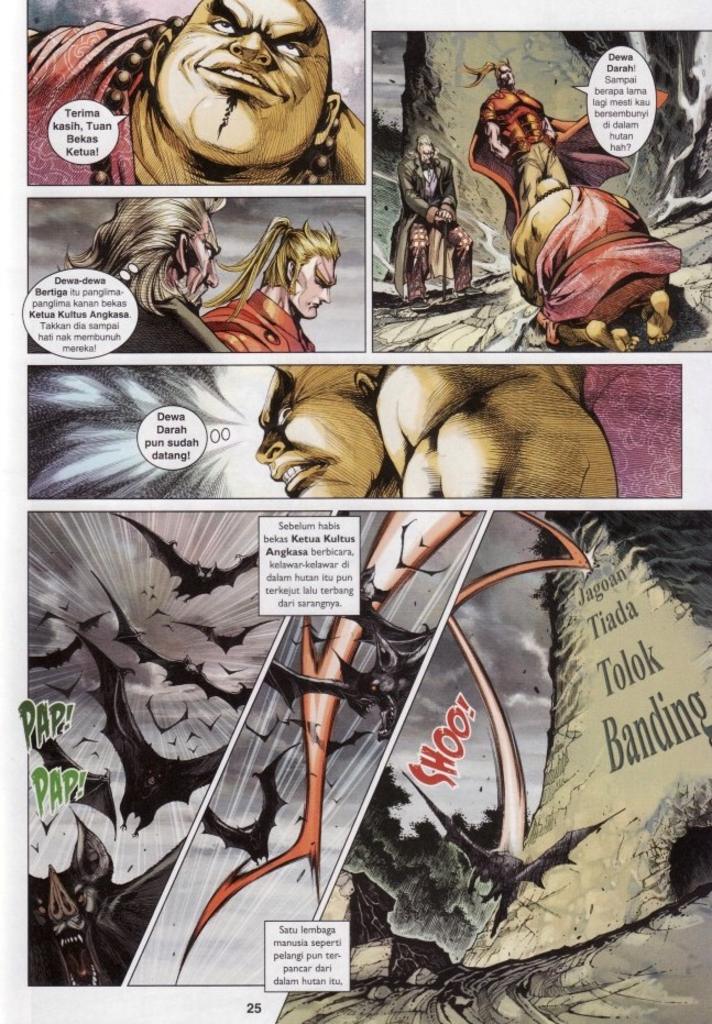 Terima
kasih, Tuan
Bekas
Ketua!
Dewa
Darah!
Sampai
berapa lama
lagi mesti kau
bersembunyi
di dalam
hutan
hah?
Dewa-dewa
Bertiga itu panglima-
panglima kanan bekas
Ketua Kultus Angkasa.
Takkan dia sampai
hati nak membunuh
mereka!
Dewa
Darah
pun sudah
datang!
Sebelum habis
bekas Ketua Kultus
Angkasa berbicara,
kelawar-kelawar di
dalam hutan itu pun
terkejut lalu terbang
dari sarangnya.
PAP!
PAP!
SHOO!
Jagoan
Tiada
Tolok
Banding
Satu lembaga
manusia seperti
pelangi pun ter-
pancar dari
dalam hutan itu,
25